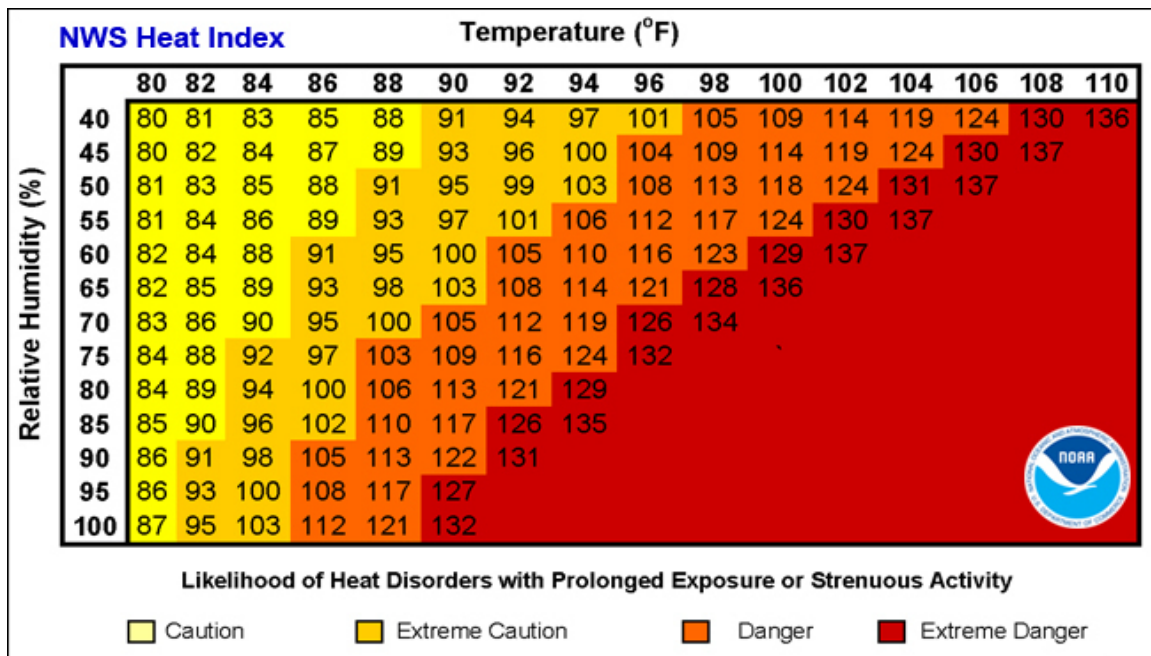 NWS Heat Index Temperature (°F)
80 82 84 86 88 90 92 94 96 98 100 102 104 106 108 110
Relative Humidity (%)
40 80 81 83 85 88 91 94 97 101 105 109 114 119 124 130 136
45 80 82 84 87 89 93 96 100 104 109 114 119 124 130 137
50 81 83 85 88 91 95 99 103 108 113 118 124 131 137
55 81 84 86 89 93 97 101 106 112 117 124 130 137
60 82 84 88 91 95 100 105 110 116 123 129 137
65 82 85 89 93 98 103 108 114 121 128 136
70 83 86 90 95 100 105 112 119 126 134
75 84 88 92 97 103 109 116 124 132
80 84 89 94 100 106 113 121 129
85 85 90 96 102 110 117 126 135
90 86 91 98 105 113 122 131
95 86 93 100 108 117 127
100 87 95 103 112 121 132
NOAA
NATIONAL OCEANIC AND ATMOSPHERIC ADMINISTRATION
U.S. DEPARTMENT OF COMMERCE
Likelihood of Heat Disorders with Prolonged Exposure or Strenuous Activity
Caution Extreme Caution Danger Extreme Danger